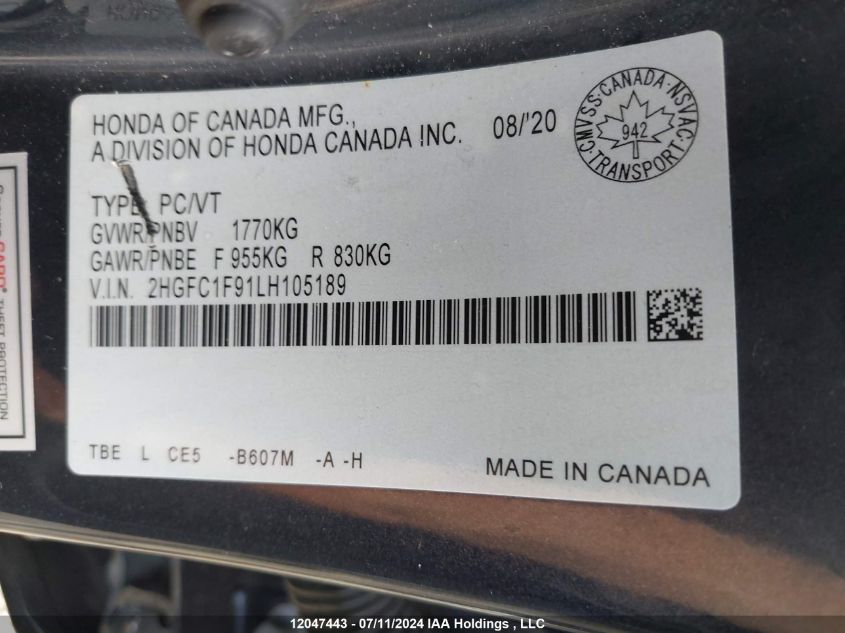 HONDA OF CANADA MFG.,
A DIVISION OF HONDA CANADA INC. 08/'20
CMVSS · CANADA · NSVAC · TRANSPORT
942
TYPE PC/VT
GVWR/PNBV 1770KG
GAWR/PNBE F 955KG R 830KG
V.I.N. 2HGFC1F91LH105189
TBE L CE5 -B607M -A -H
MADE IN CANADA
THEFT PROTECTION
12047443 - 07/11/2024 IAA Holdings , LLC